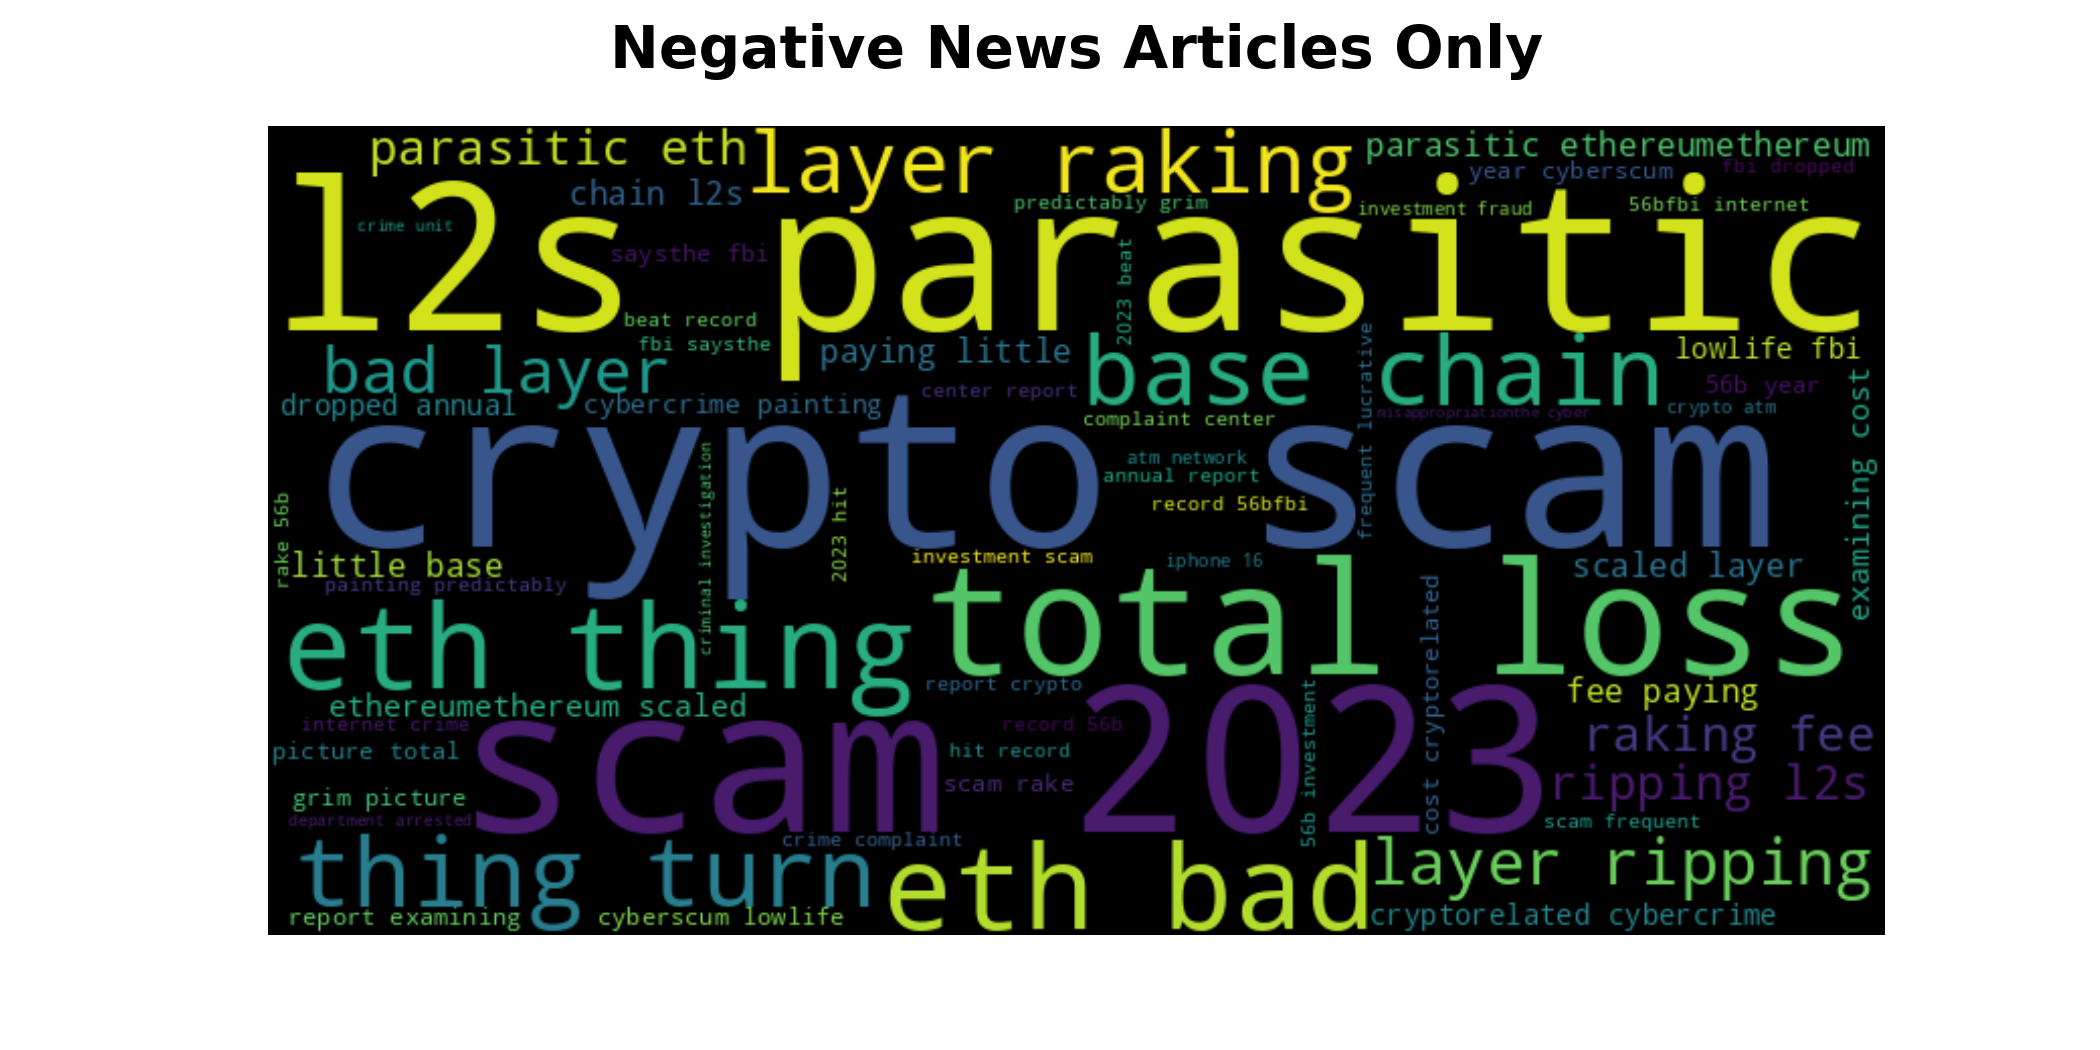 Negative News Articles Only
parasitic eth
layer raking
parasitic ethereumethereum
year cyberscum
fbi dropped
chain l2s
predictably grim
investment fraud
56bfbi internet
crime unit
l2s parasitic
saysthe fbi
2023 beat
beat record
fbi saysthe
bad layer
paying little
base chain
lowlife fbi
frequent lucrative
center report
56b year
examining cost
dropped annual
cybercrime painting
complaint center
misappropriationthe cyber
crypto atm
crypto scam
criminal investigation
atm network
annual report
2023 hit
rake 56b
record 56bfbi
investment scam
iphone 16
little base
scaled layer
painting predictably
total loss
cost cryptorelated
eth thing
report crypto
fee paying
ethereumethereum scaled
internet crime
scam 2023
record 56b
raking fee
picture total
hit record
56b investment
scam rake
ripping l2s
grim picture
department arrested
scam frequent
crime complaint
thing turn
eth bad
layer ripping
report examining
cyberscum lowlife
cryptorelated cybercrime